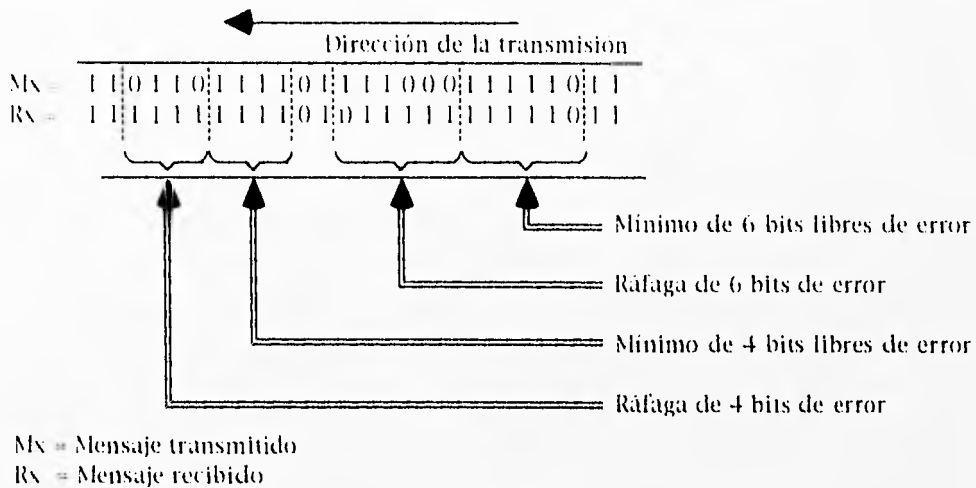 Dirección de la transmisión
Mx = 1 1 0 1 1 0 1 1 1 1 0 1 1 1 1 0 0 0 1 1 1 1 1 0 1 1
Rx = 1 1 1 1 1 1 1 1 1 1 0 1 0 1 1 1 1 1 1 1 1 1 1 0 1 1
Mínimo de 6 bits libres de error
Ráfaga de 6 bits de error
Mínimo de 4 bits libres de error
Ráfaga de 4 bits de error
Mx = Mensaje transmitido
Rx = Mensaje recibido